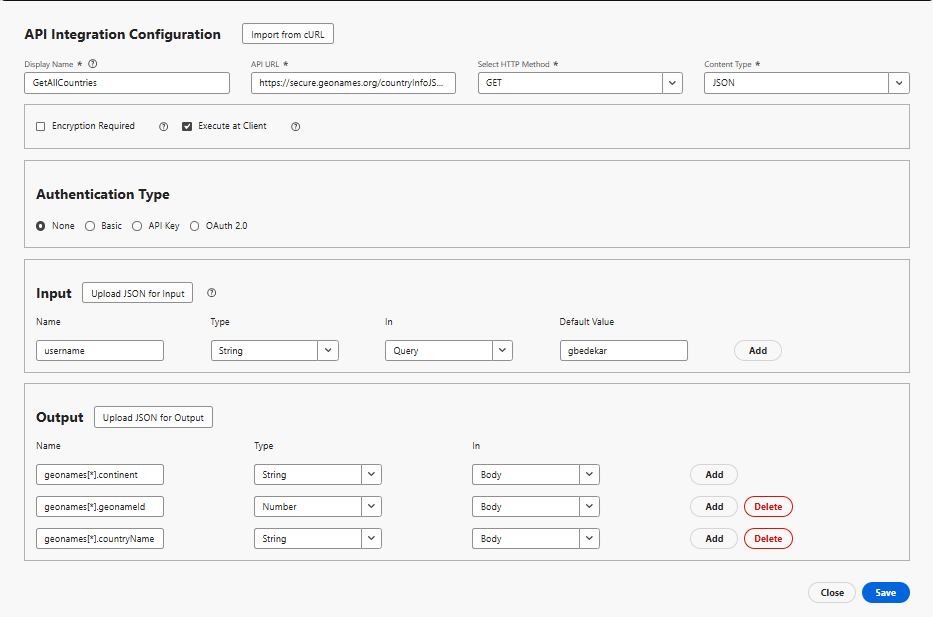 API Integration Configuration Import from cURL
Display Name * API URL * Select HTTP Method * Content Type *
GetAllCountries https://secure.geonames.org/countryInfoJS... GET JSON
Encryption Required Execute at Client
Authentication Type
None Basic API Key OAuth 2.0
Input Upload JSON for Input
Name Type In Default Value
username String Query gbedekar Add
Output Upload JSON for Output
Name Type In
geonames[*].continent String Body Add
geonames[*].geonameId Number Body Add Delete
geonames[*].countryName String Body Add Delete
Close Save